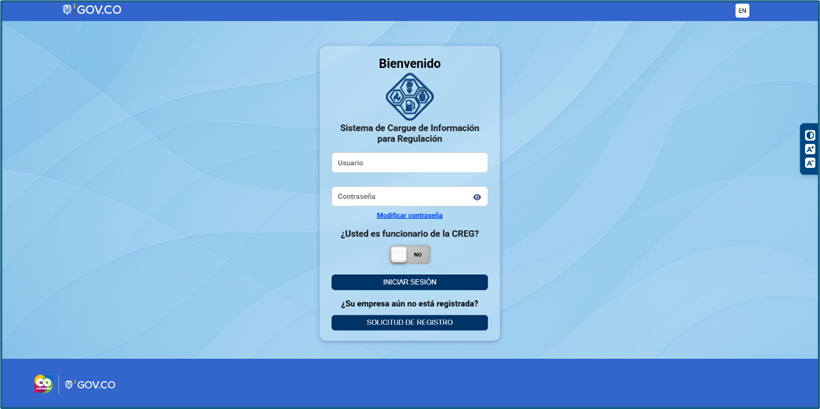 GOV.CO
EN
Bienvenido
Sistema de Cargue de Información
para Regulación
Usuario
Contraseña
Modificar contraseña
¿Usted es funcionario de la CREG?
NO
INICIAR SESIÓN
¿Su empresa aún no está registrada?
SOLICITUD DE REGISTRO
CO
GOV.CO